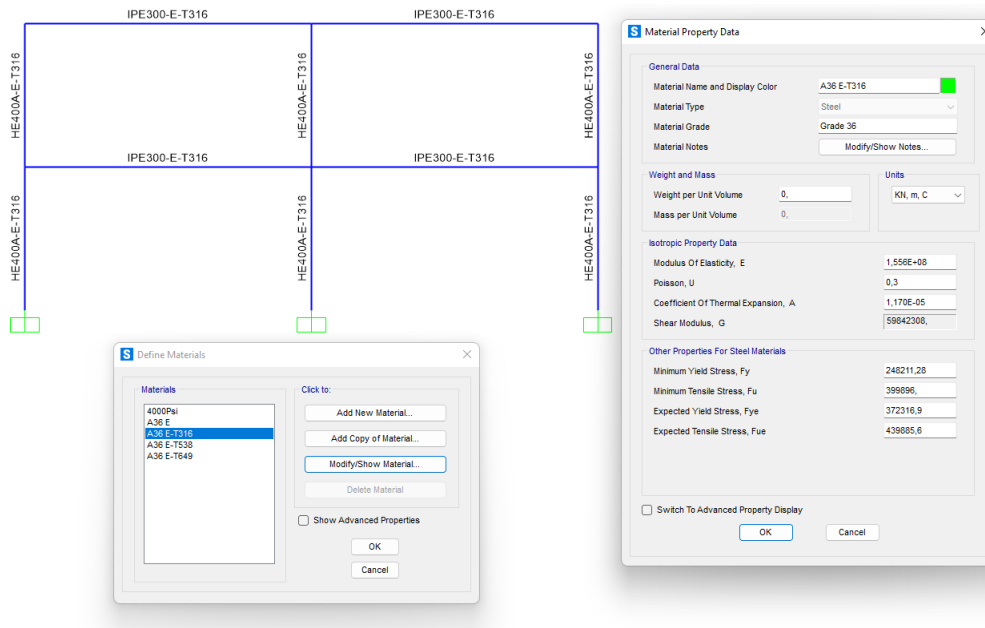 IPE300-E-T316
IPE300-E-T316
HE400A-E-T316
HE400A-E-T316
HE400A-E-T316
IPE300-E-T316
IPE300-E-T316
HE400A-E-T316
HE400A-E-T316
HE400A-E-T316
S Define Materials
Materials
4000Psi
A36 E
A36 E-T316
A36 E-T538
A36 E-T649
Click to:
Add New Material...
Add Copy of Material...
Modify/Show Material...
Delete Material
Show Advanced Properties
OK
Cancel
S Material Property Data
General Data
Material Name and Display Color A36 E-T316
Material Type Steel
Material Grade Grade 36
Material Notes Modify/Show Notes...
Weight and Mass
Weight per Unit Volume 0,
Mass per Unit Volume 0,
Units
KN, m, C
Isotropic Property Data
Modulus Of Elasticity, E 1,556E+08
Poisson, U 0,3
Coefficient Of Thermal Expansion, A 1,170E-05
Shear Modulus, G 59842308,
Other Properties For Steel Materials
Minimum Yield Stress, Fy 248211,28
Minimum Tensile Stress, Fu 399896,
Expected Yield Stress, Fye 372316,9
Expected Tensile Stress, Fue 439885,6
Switch To Advanced Property Display
OK
Cancel